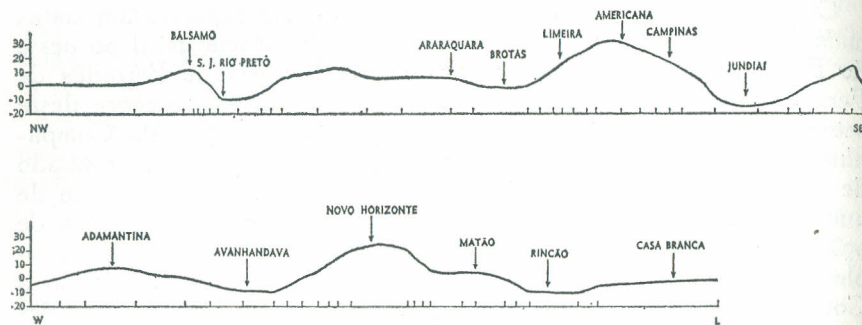 AMERICANA
BÁLSAMO LIMEIRA CAMPINAS
S. J. RIO PRETO ARARAQUARA BROTAS JUNDIAÍ
30
20
10
0
-10
-20
NW
NOVO HORIZONTE
ADAMANTINA AVANHANDAVA MATÃO RINCÃO CASA BRANCA
30
20
10
0
-10
-20
W L